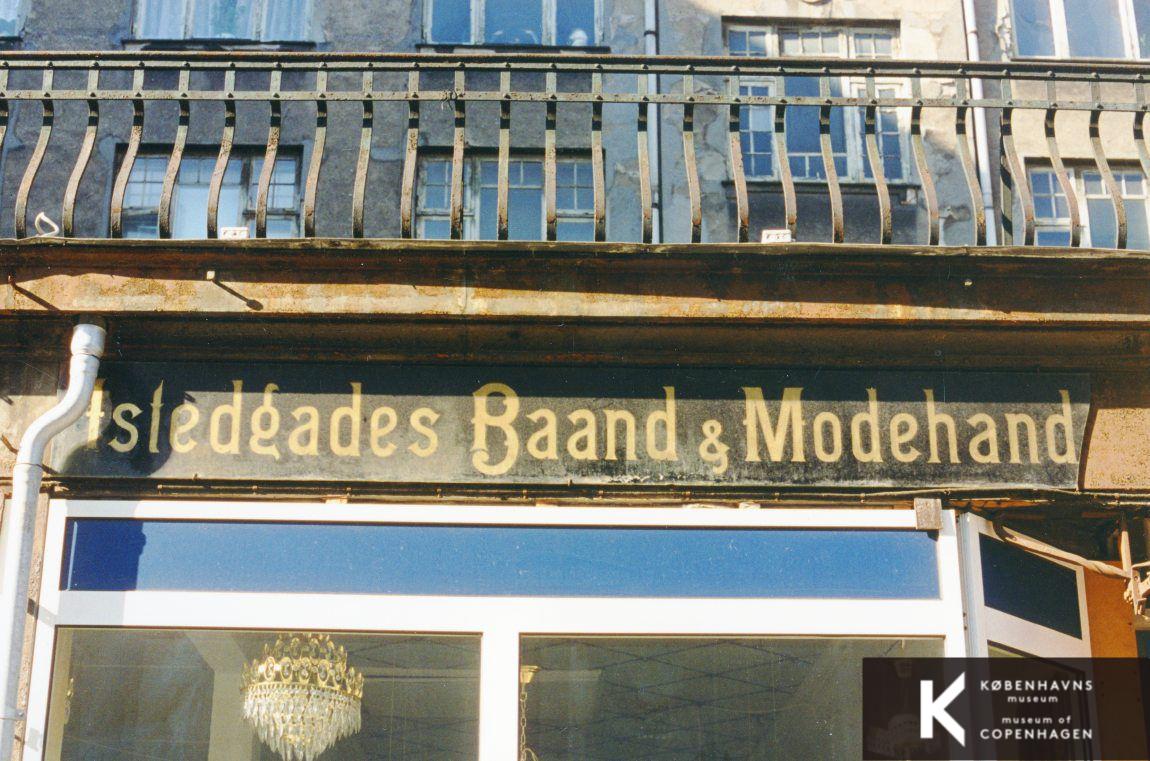 Istedgades Baand & Modehand
KØBENHAVNS
museum
museum of
COPENHAGEN